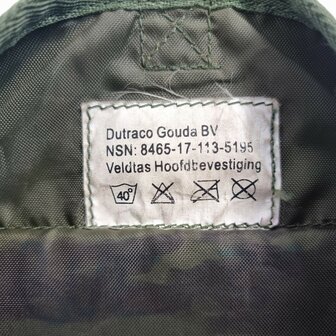 Dutraco Gouda BV
NSN: 8465-17-113-5195
Veldtas Hoofdbevestiging
40°